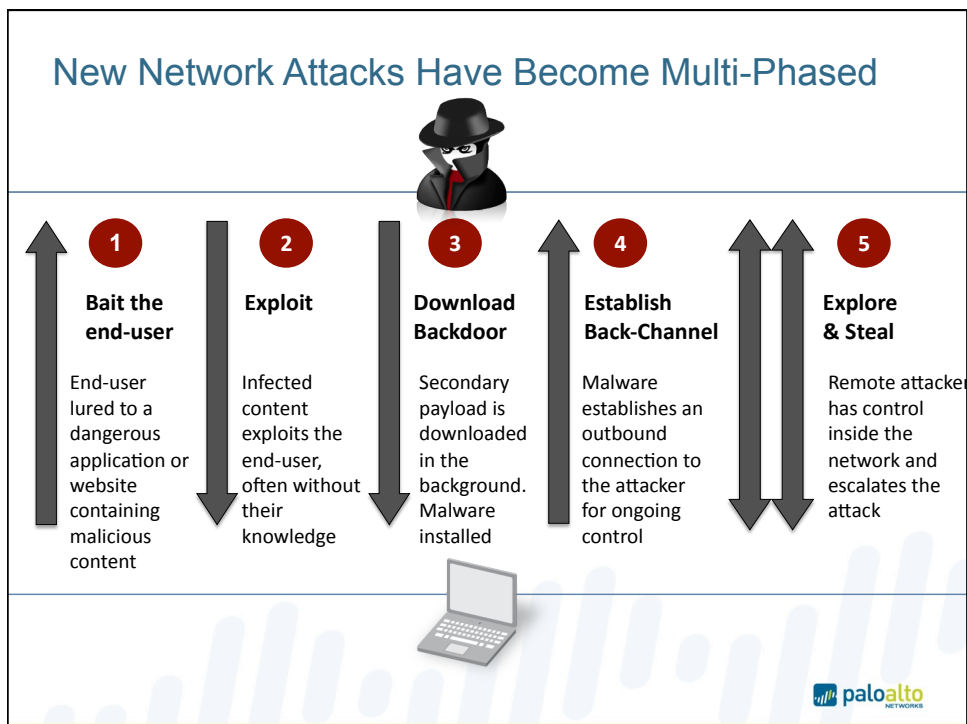 New Network Attacks Have Become Multi-Phased
1
Bait the
end-user
End-user
lured to a
dangerous
application or
website
containing
malicious
content
2
Exploit
Infected
content
exploits the
end-user,
often without
their
knowledge
3
Download
Backdoor
Secondary
payload is
downloaded
in the
background.
Malware
installed
4
Establish
Back-Channel
Malware
establishes an
outbound
connection to
the attacker
for ongoing
control
5
Explore
& Steal
Remote attacker
has control
inside the
network and
escalates the
attack
paloalto
NETWORKS